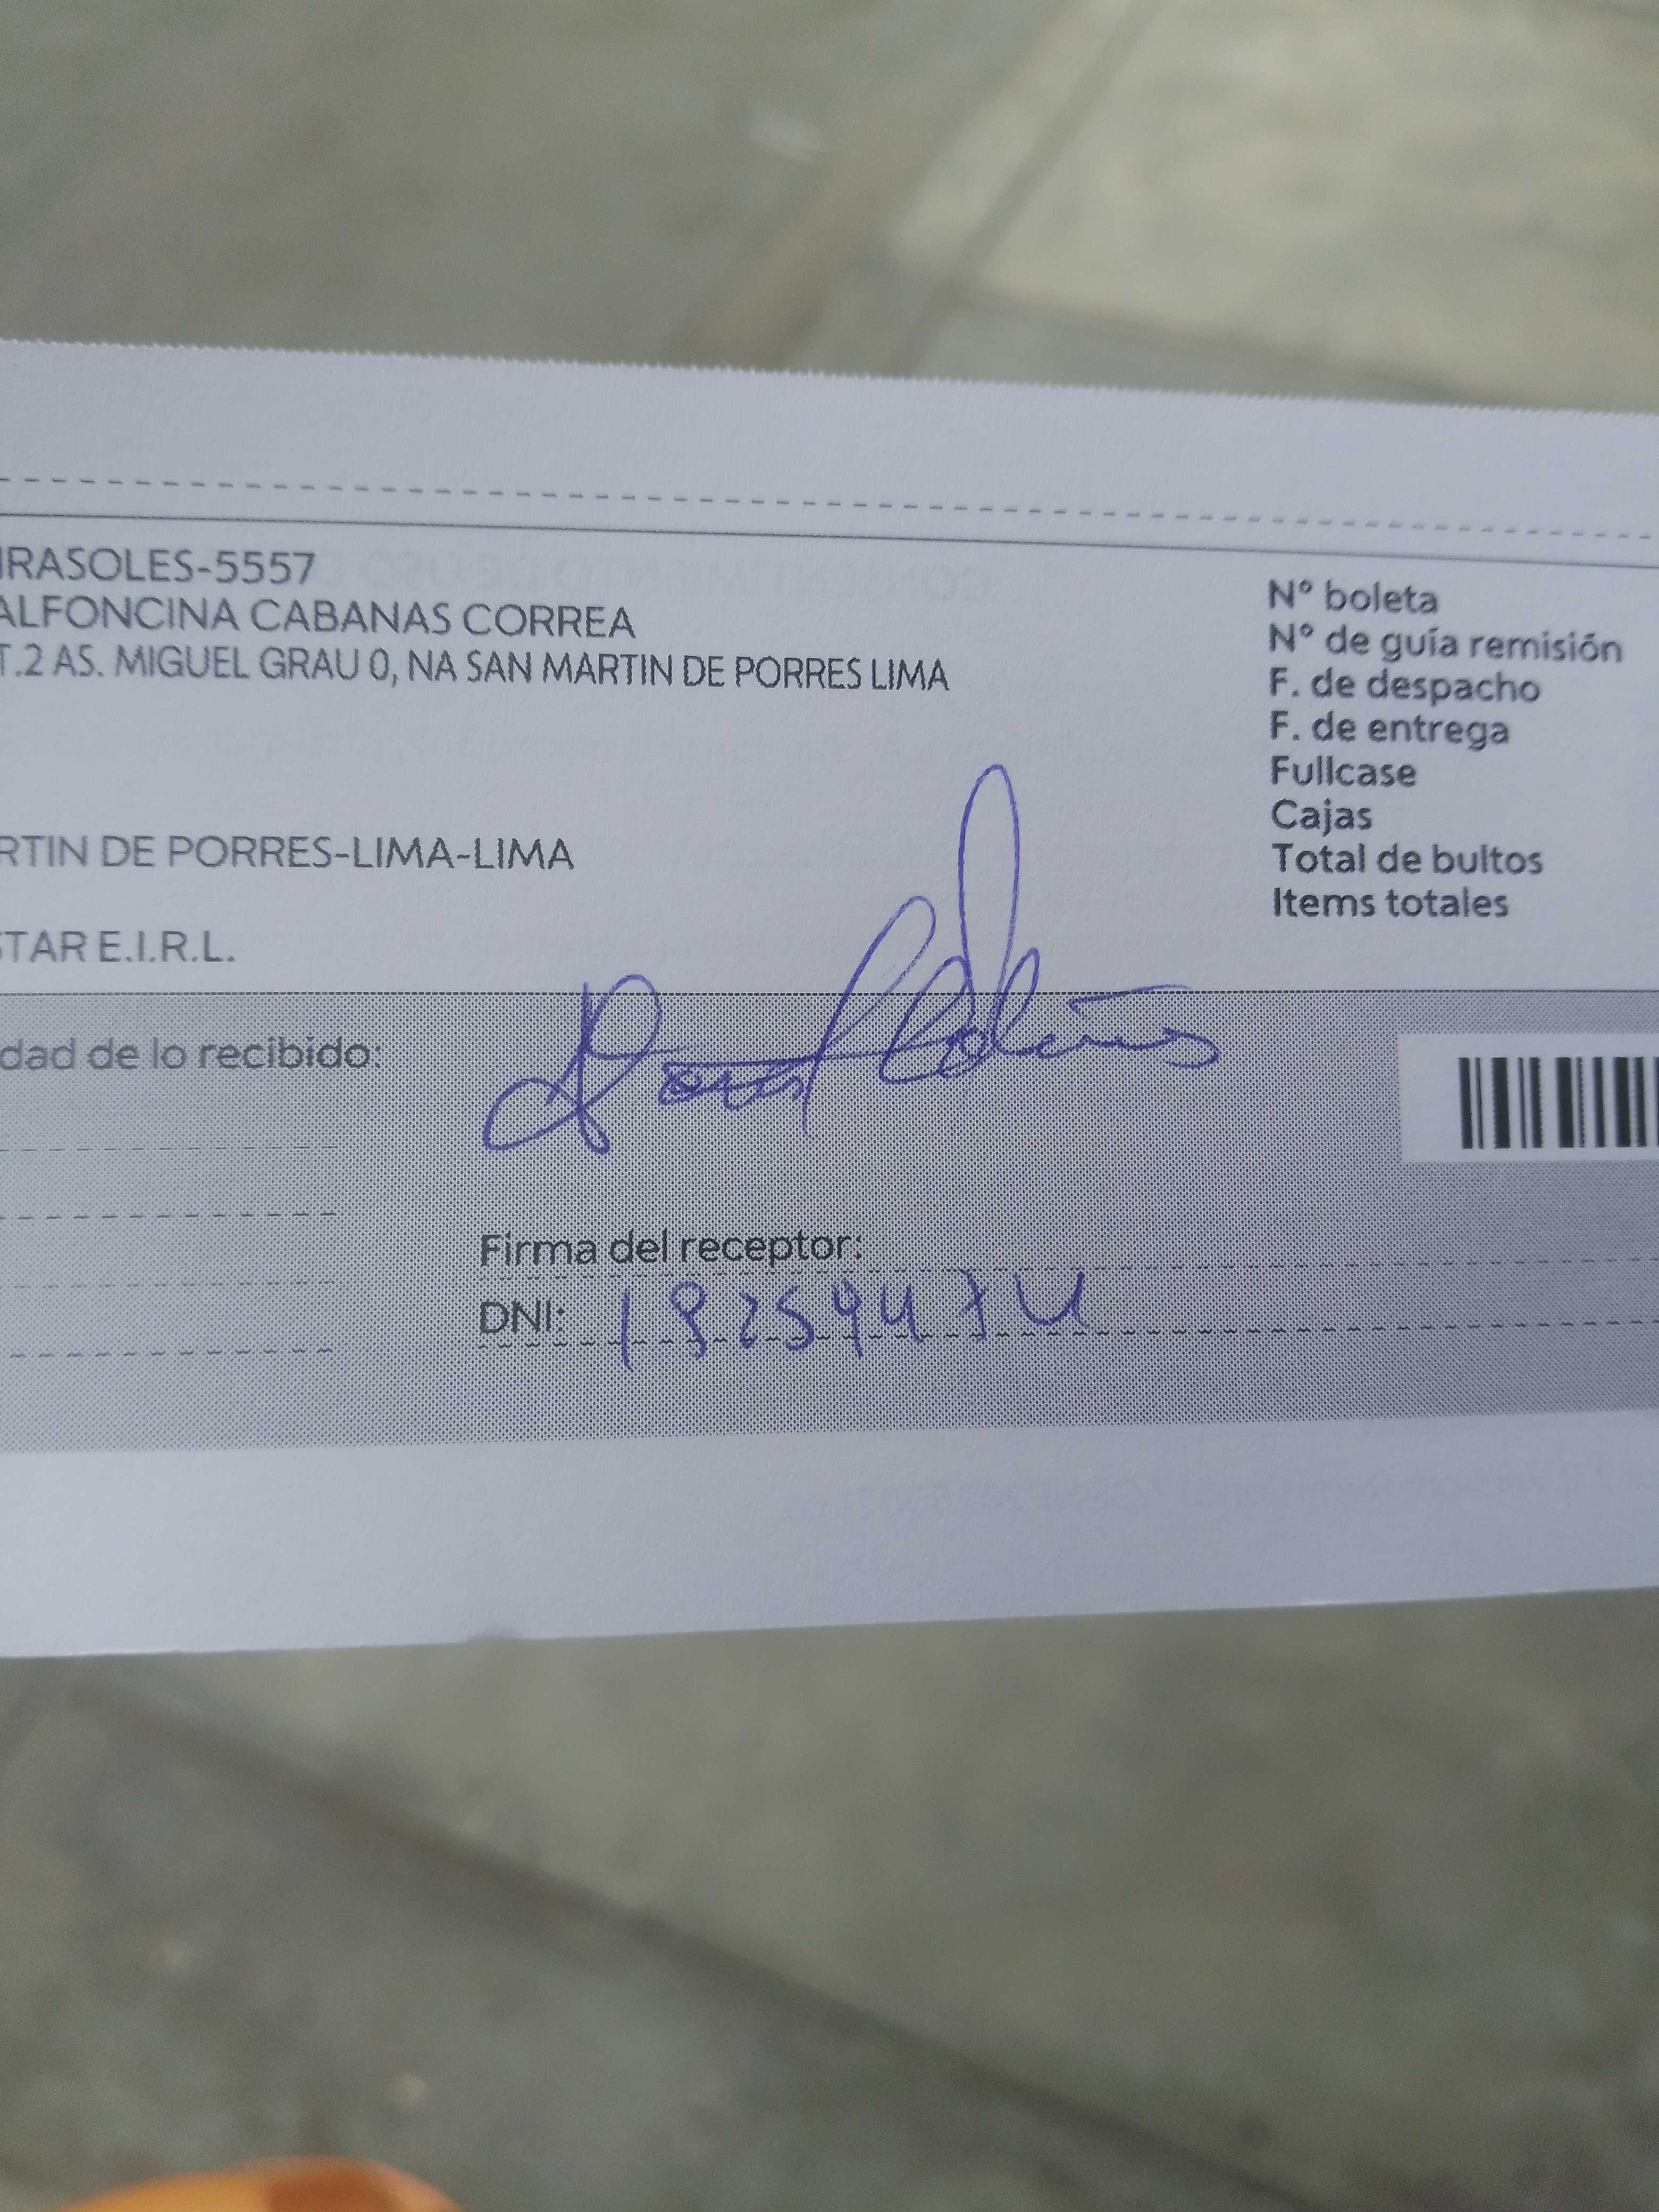 IRASOLES-5557
ALFONCINA CABANAS CORREA
T.2 AS. MIGUEL GRAU 0, NA SAN MARTIN DE PORRES LIMA
RTIN DE PORRES-LIMA-LIMA
STAR E.I.R.L.
Nº boleta
Nº de guía remisión
F. de despacho
F. de entrega
Fullcase
Cajas
Total de bultos
Items totales
dad de lo recibido:
Firma del receptor:
DNI: 18259474